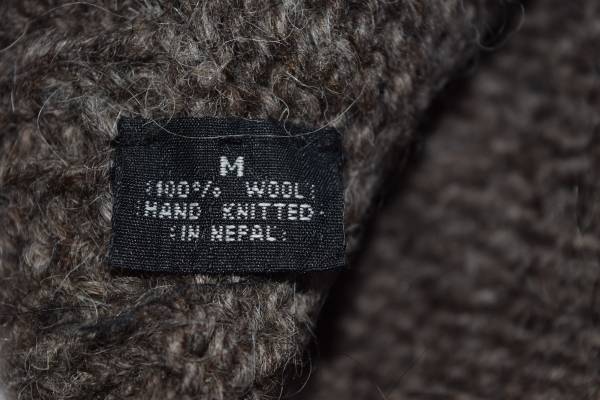 M
100% WOOL
HAND KNITTED
IN NEPAL